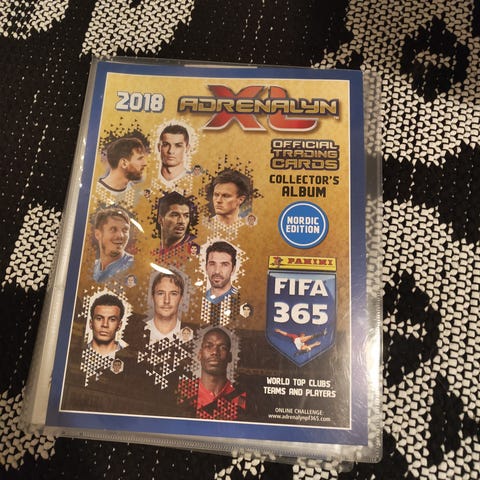 2018 ADRENALYN
XL
OFFICIAL
TRADING
CARDS
COLLECTOR'S
ALBUM
NORDIC
EDITION
PANINI
FIFA
365
WORLD TOP CLUBS
TEAMS AND PLAYERS
ONLINE CHALLENGE:
www.adrenalynpf365.com